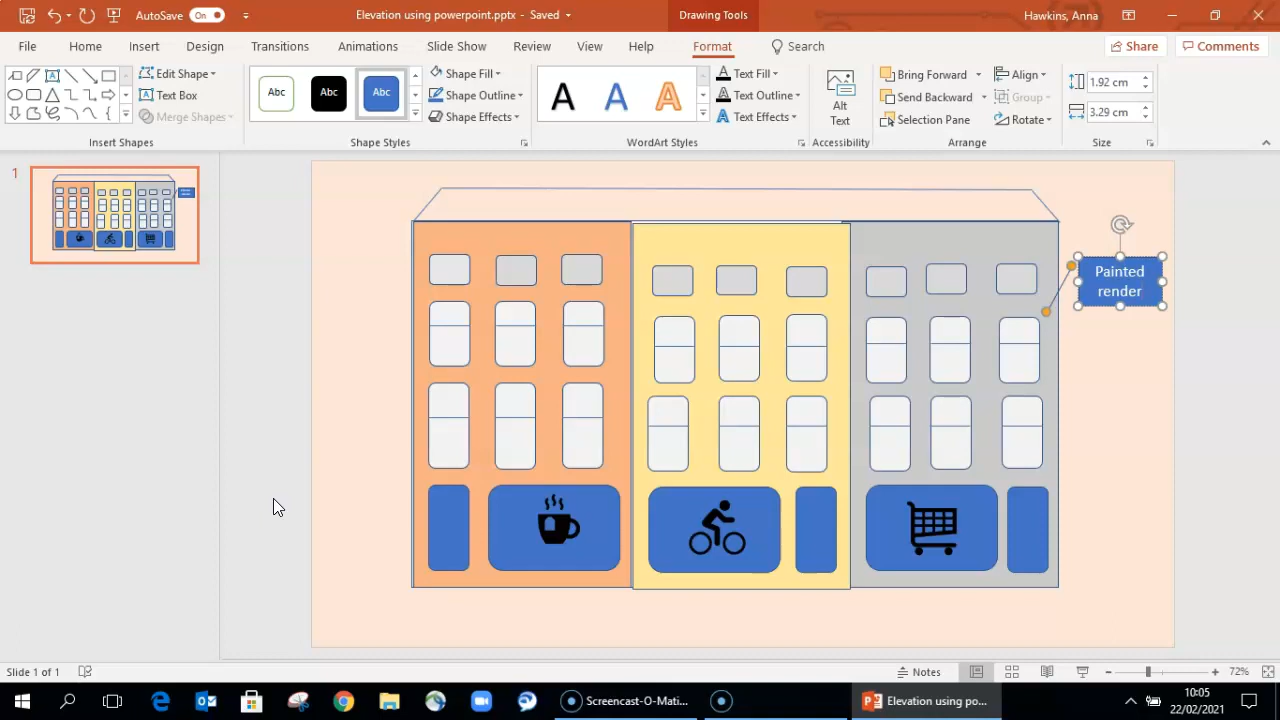 AutoSave On
Elevation using powerpoint.pptx - Saved
Drawing Tools
Hawkins, Anna
File Home Insert Design Transitions Animations Slide Show Review View Help Format Search Share Comments
Edit Shape
Text Box
Merge Shapes
Insert Shapes
Abc Abc Abc
Shape Fill
Shape Outline
Shape Effects
Shape Styles
A A A
Text Fill
Text Outline
Text Effects
WordArt Styles
Alt
Text
Accessibility
Bring Forward
Send Backward
Selection Pane
Align
Group
Rotate
Arrange
1.92 cm
3.29 cm
Size
1
Painted
render
Slide 1 of 1
Notes
72%
Screencast-O-Mati...
Elevation using po...
10:05
22/02/2021